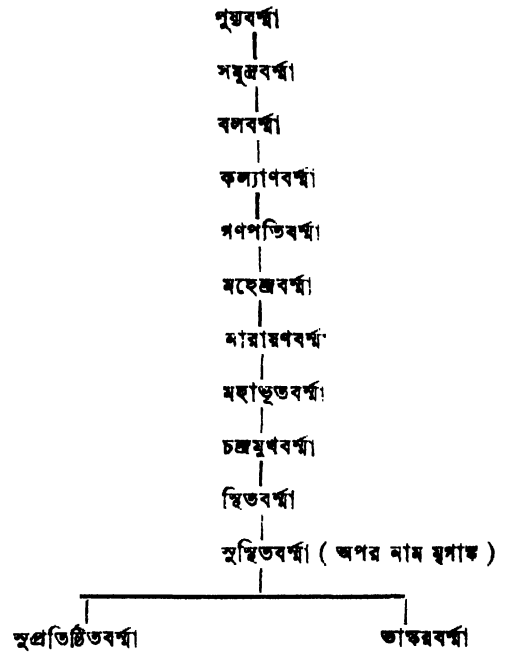 পুষ্যবর্ম্মা
সমুদ্রবর্ম্মা
বলবর্ম্মা
কল্যাণবর্ম্মা
গণপতিবর্ম্মা
মহেন্দ্রবর্ম্মা
নারায়ণবর্ম্মা
মহাভূতবর্ম্মা
চন্দ্রমুখবর্ম্মা
স্থিতবর্ম্মা
সুস্থিতবর্ম্মা ( অপর নাম মৃগাঙ্ক )
সুপ্রতিষ্ঠিতবর্ম্মা ভাস্করবর্ম্মা